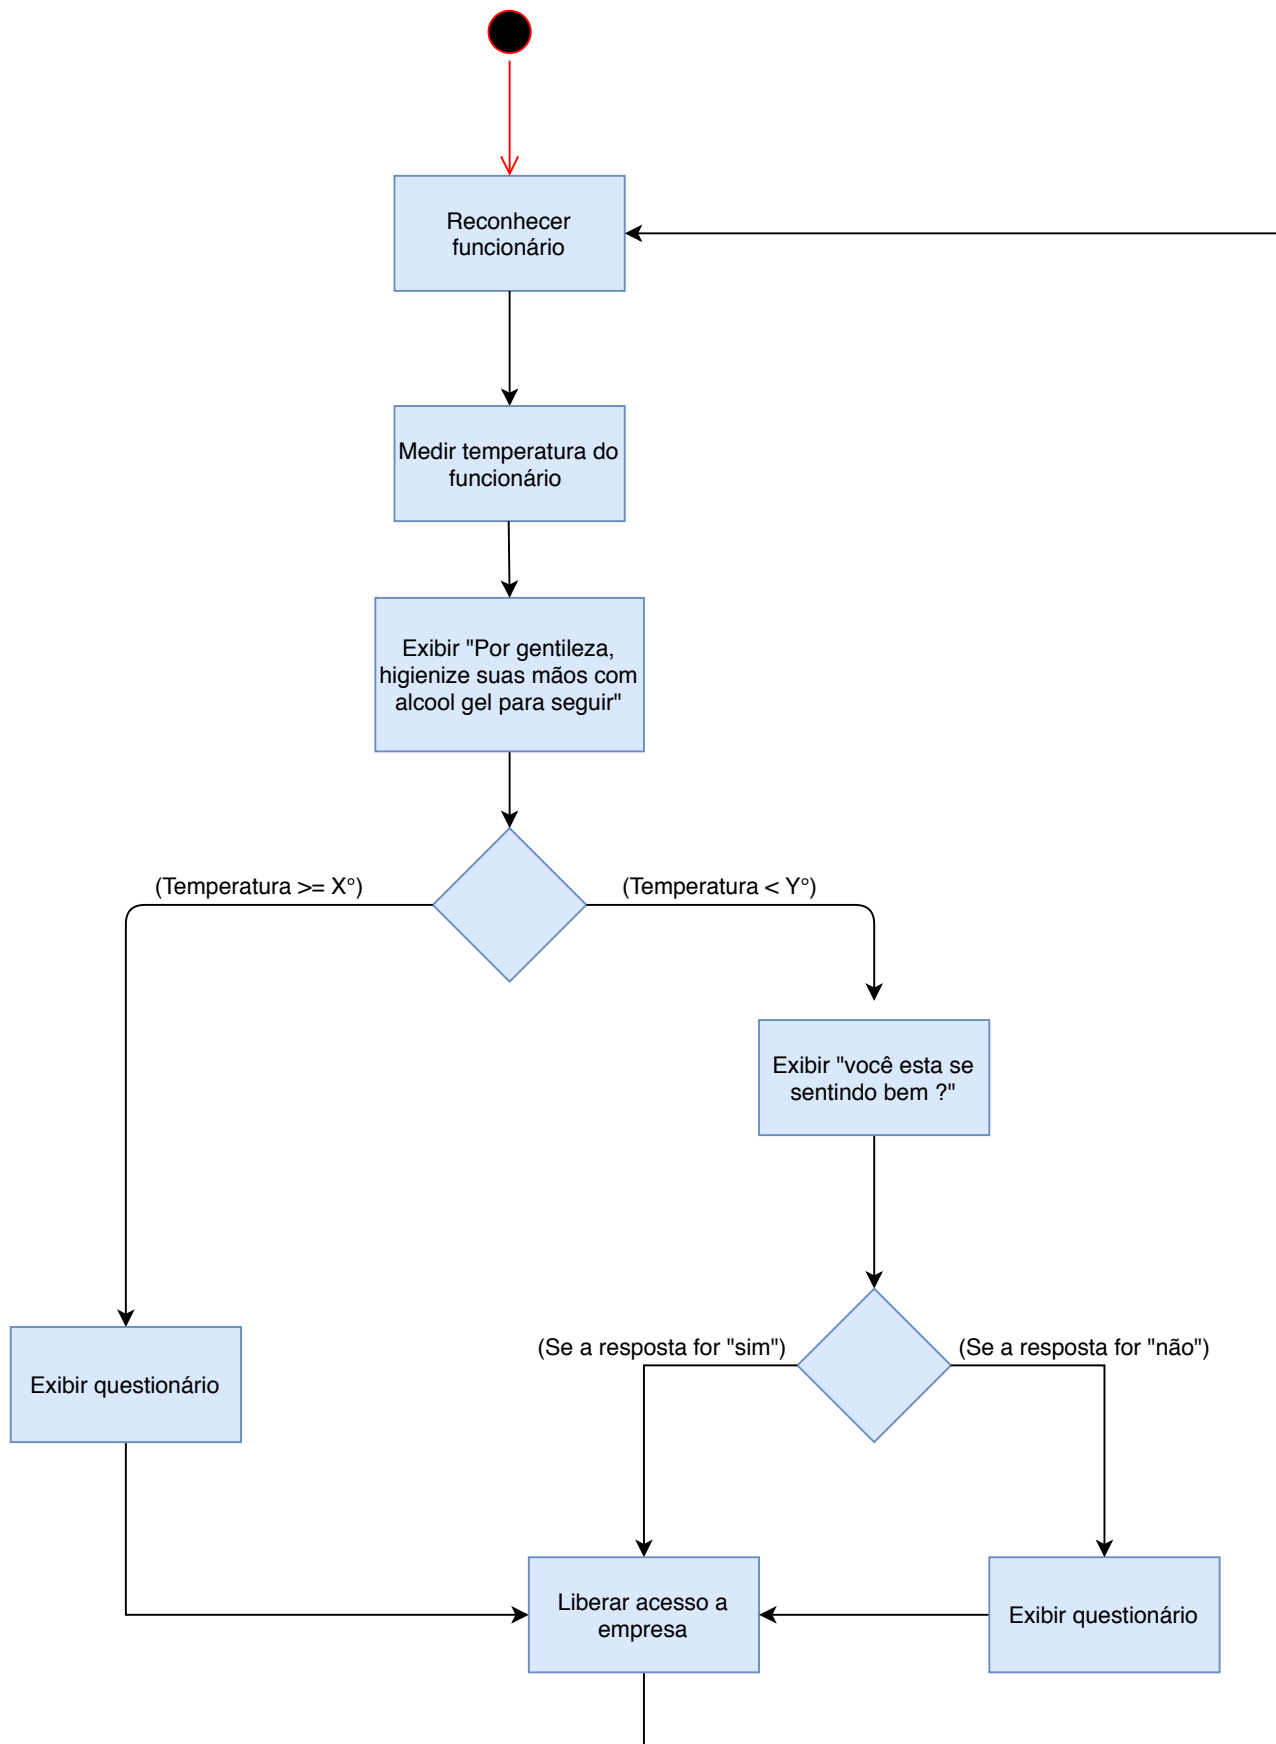 Reconhecer
funcionário
Medir temperatura do
funcionário
Exibir "Por gentileza,
higienize suas mãos com
alcool gel para seguir"
(Temperatura >= X°)
(Temperatura < Y°)
Exibir "você esta se
sentindo bem ?"
(Se a resposta for "sim")
(Se a resposta for "não")
Exibir questionário
Liberar acesso a
empresa
Exibir questionário